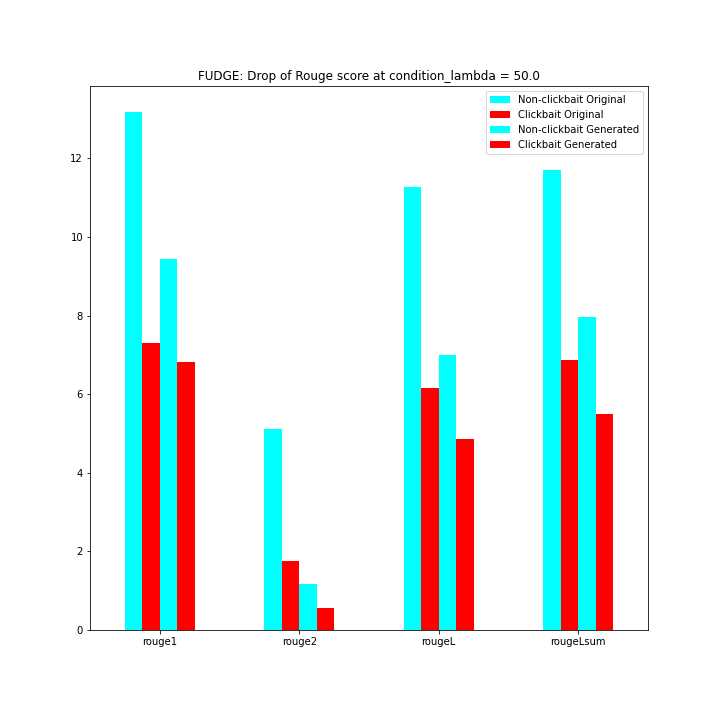 FUDGE: Drop of Rouge score at condition_lambda = 50.0
Non-clickbait Original
Clickbait Original
Non-clickbait Generated
Clickbait Generated
12
10
8
6
4
2
0
rouge1 rouge2 rougeL rougeLsum